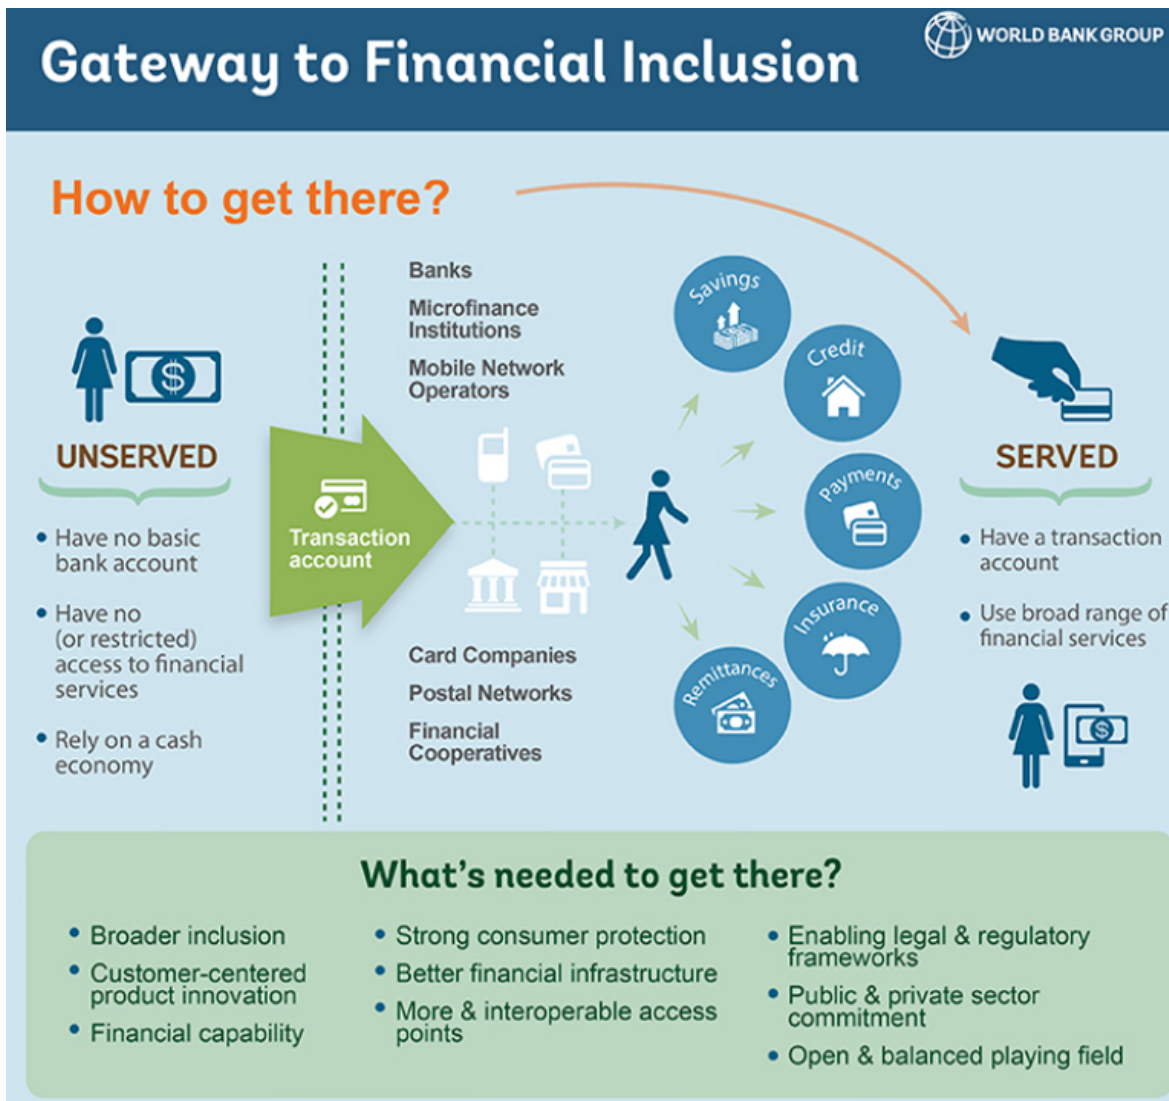 Gateway to Financial Inclusion
WORLD BANK GROUP
How to get there?
UNSERVED
• Have no basic
bank account
• Have no
(or restricted)
access to financial
services
• Rely on a cash
economy
Transaction
account
Banks
Microfinance
Institutions
Mobile Network
Operators
Card Companies
Postal Networks
Financial
Cooperatives
Savings
Credit
Payments
Insurance
Remittances
SERVED
• Have a transaction
account
• Use broad range of
financial services
What's needed to get there?
• Broader inclusion
• Customer-centered
product innovation
• Financial capability
• Strong consumer protection
• Better financial infrastructure
• More & interoperable access
points
• Enabling legal & regulatory
frameworks
• Public & private sector
commitment
• Open & balanced playing field